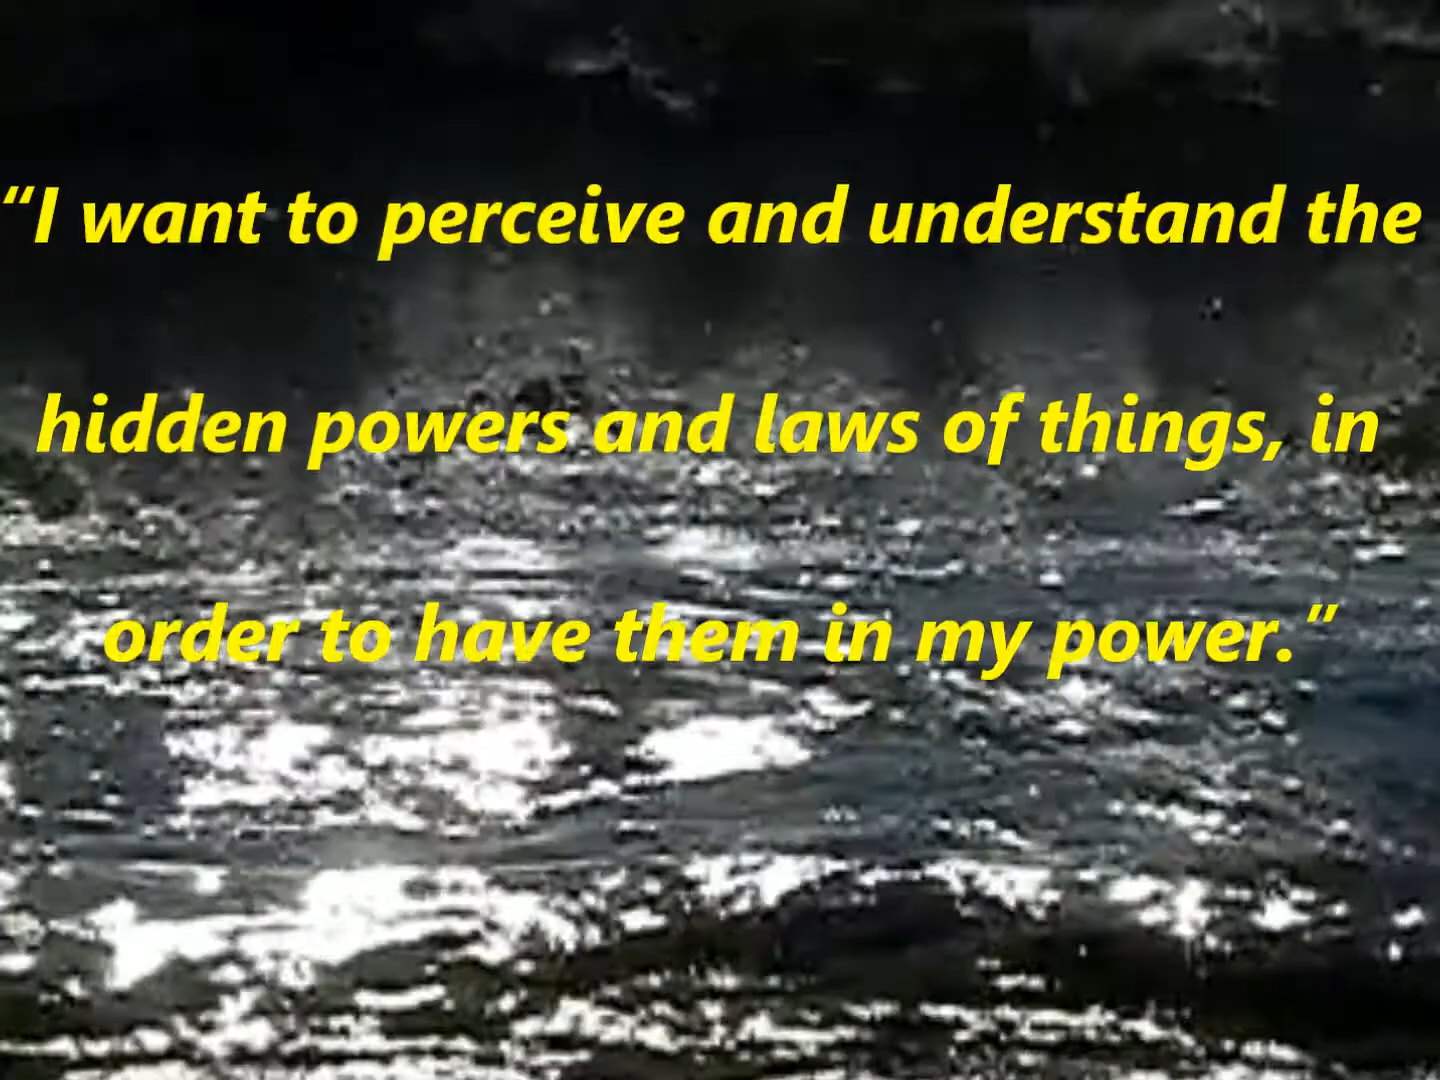 “I want to perceive and understand the
hidden powers and laws of things, in
order to have them in my power.”